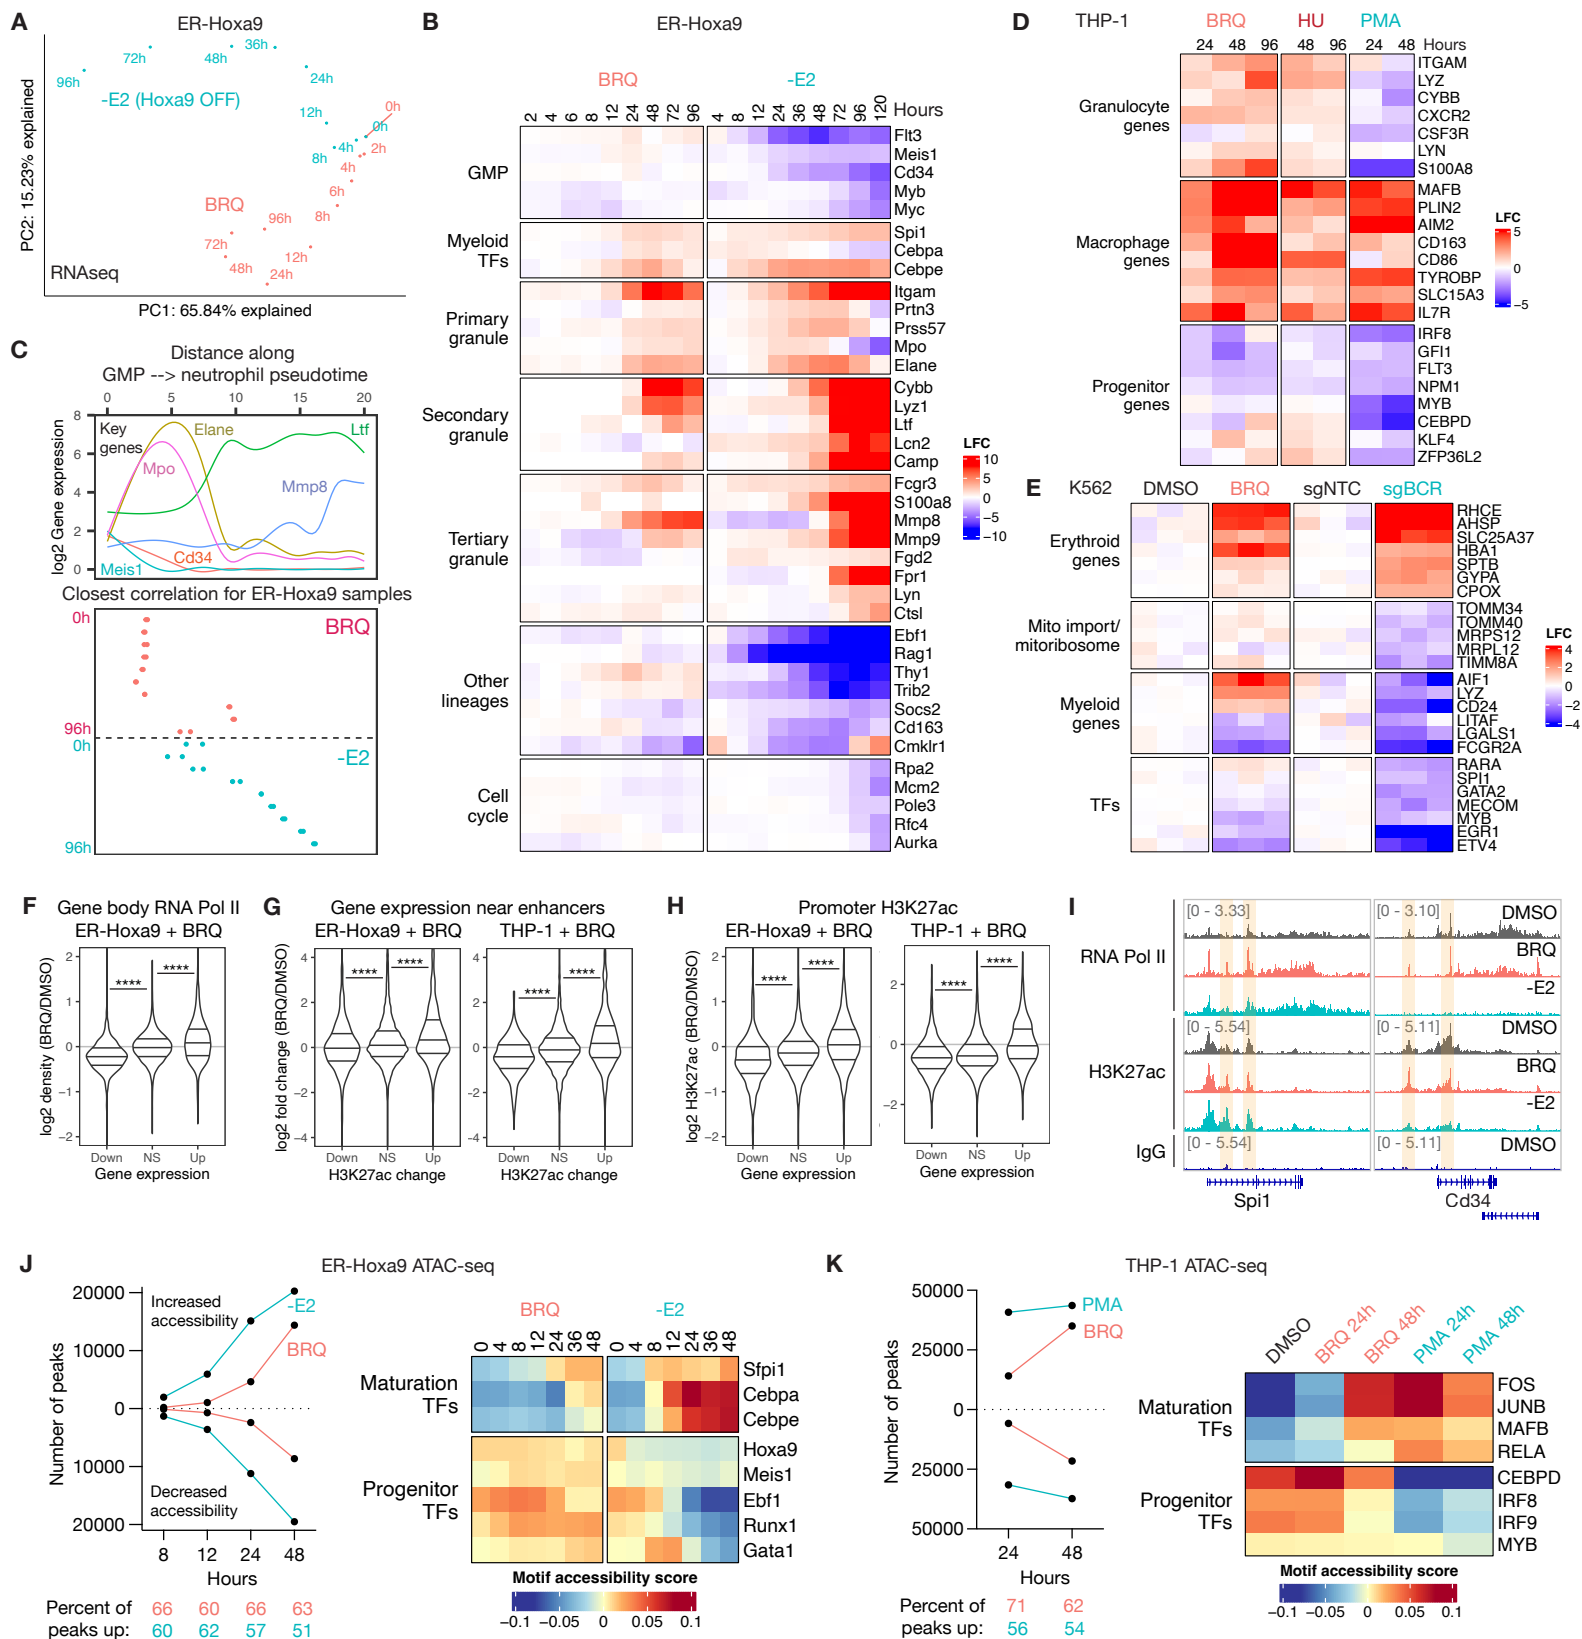 A
ER-Hoxa9
PC2: 15.23% explained
PC1: 65.84% explained
96h
72h
48h
36h
24h
-E2 (Hoxa9 OFF)
12h
0h
0h
2h
4h
8h
4h
6h
8h
BRQ
96h
72h
48h
12h
24h
RNAseq
B
ER-Hoxa9
BRQ
-E2
2 4 6 8 12 24 48 72 96
4 8 12 24 36 48 72 96 120
Hours
GMP
Flt3
Meis1
Cd34
Myb
Myc
Myeloid
TFs
Spi1
Cebpa
Cebpe
Primary
granule
Itgam
Prtn3
Prss57
Mpo
Elane
Secondary
granule
Cybb
Lyz1
Ltf
Lcn2
Camp
Tertiary
granule
Fcgr3
S100a8
Mmp8
Mmp9
Fgd2
Fpr1
Lyn
Ctsl
Other
lineages
Ebf1
Rag1
Thy1
Trib2
Socs2
Cd163
Cmklr1
Cell
cycle
Rpa2
Mcm2
Pole3
Rfc4
Aurka
LFC
10
5
0
−5
−10
C
Distance along
GMP --> neutrophil pseudotime
0 5 10 15 20
8
6
4
2
0
log2 Gene expression
Key
genes
Elane
Ltf
Mpo
Mmp8
Cd34
Meis1
Closest correlation for ER-Hoxa9 samples
0h
BRQ
96h
0h
-E2
96h
D
THP-1
BRQ
HU
PMA
24 48 96
48 96
24 48
Hours
Granulocyte
genes
ITGAM
LYZ
CYBB
CXCR2
CSF3R
LYN
S100A8
Macrophage
genes
MAFB
PLIN2
AIM2
CD163
CD86
TYROBP
SLC15A3
IL7R
Progenitor
genes
IRF8
GFI1
FLT3
NPM1
MYB
CEBPD
KLF4
ZFP36L2
LFC
5
0
−5
E
K562
DMSO
BRQ
sgNTC
sgBCR
Erythroid
genes
RHCE
AHSP
SLC25A37
HBA1
SPTB
GYPA
CPOX
Mito import/
mitoribosome
TOMM34
TOMM40
MRPS12
MRPL12
TIMM8A
Myeloid
genes
AIF1
LYZ
CD24
LITAF
LGALS1
FCGR2A
TFs
RARA
SPI1
GATA2
MECOM
MYB
EGR1
ETV4
LFC
4
2
0
−2
−4
F
Gene body RNA Pol II
ER-Hoxa9 + BRQ
log2 density (BRQ/DMSO)
2
1
0
−1
−2
****
****
Down NS Up
Gene expression
G
Gene expression near enhancers
ER-Hoxa9 + BRQ
THP-1 + BRQ
log2 fold change (BRQ/DMSO)
4
2
0
−2
−4
****
****
Down NS Up
H3K27ac change
4
2
0
−2
−4
****
****
Down NS Up
H3K27ac change
H
Promoter H3K27ac
ER-Hoxa9 + BRQ
THP-1 + BRQ
log2 H3K27ac (BRQ/DMSO)
2
1
0
−1
−2
****
****
Down NS Up
Gene expression
2
0
−2
****
****
Down NS Up
Gene expression
I
RNA Pol II
H3K27ac
IgG
[0 - 3.33]
[0 - 3.10]
DMSO
BRQ
-E2
[0 - 5.54]
[0 - 5.11]
DMSO
BRQ
-E2
[0 - 5.54]
[0 - 5.11]
DMSO
Spi1
Cd34
J
ER-Hoxa9 ATAC-seq
Number of peaks
20000
10000
0
10000
20000
Increased
accessibility
-E2
BRQ
Decreased
accessibility
8 12 24 48
Hours
Percent of
peaks up:
66 60 66 63
60 62 57 51
BRQ
-E2
0 4 8 12 24 36 48
0 4 8 12 24 36 48
Maturation
TFs
Sfpi1
Cebpa
Cebpe
Progenitor
TFs
Hoxa9
Meis1
Ebf1
Runx1
Gata1
Motif accessibility score
−0.1 −0.05 0 0.05 0.1
K
THP-1 ATAC-seq
Number of peaks
50000
25000
0
25000
50000
PMA
BRQ
24 48
Hours
Percent of
peaks up:
71 62
56 54
DMSO
BRQ 24h
BRQ 48h
PMA 24h
PMA 48h
Maturation
TFs
FOS
JUNB
MAFB
RELA
Progenitor
TFs
CEBPD
IRF8
IRF9
MYB
Motif accessibility score
−0.1 −0.05 0 0.05 0.1